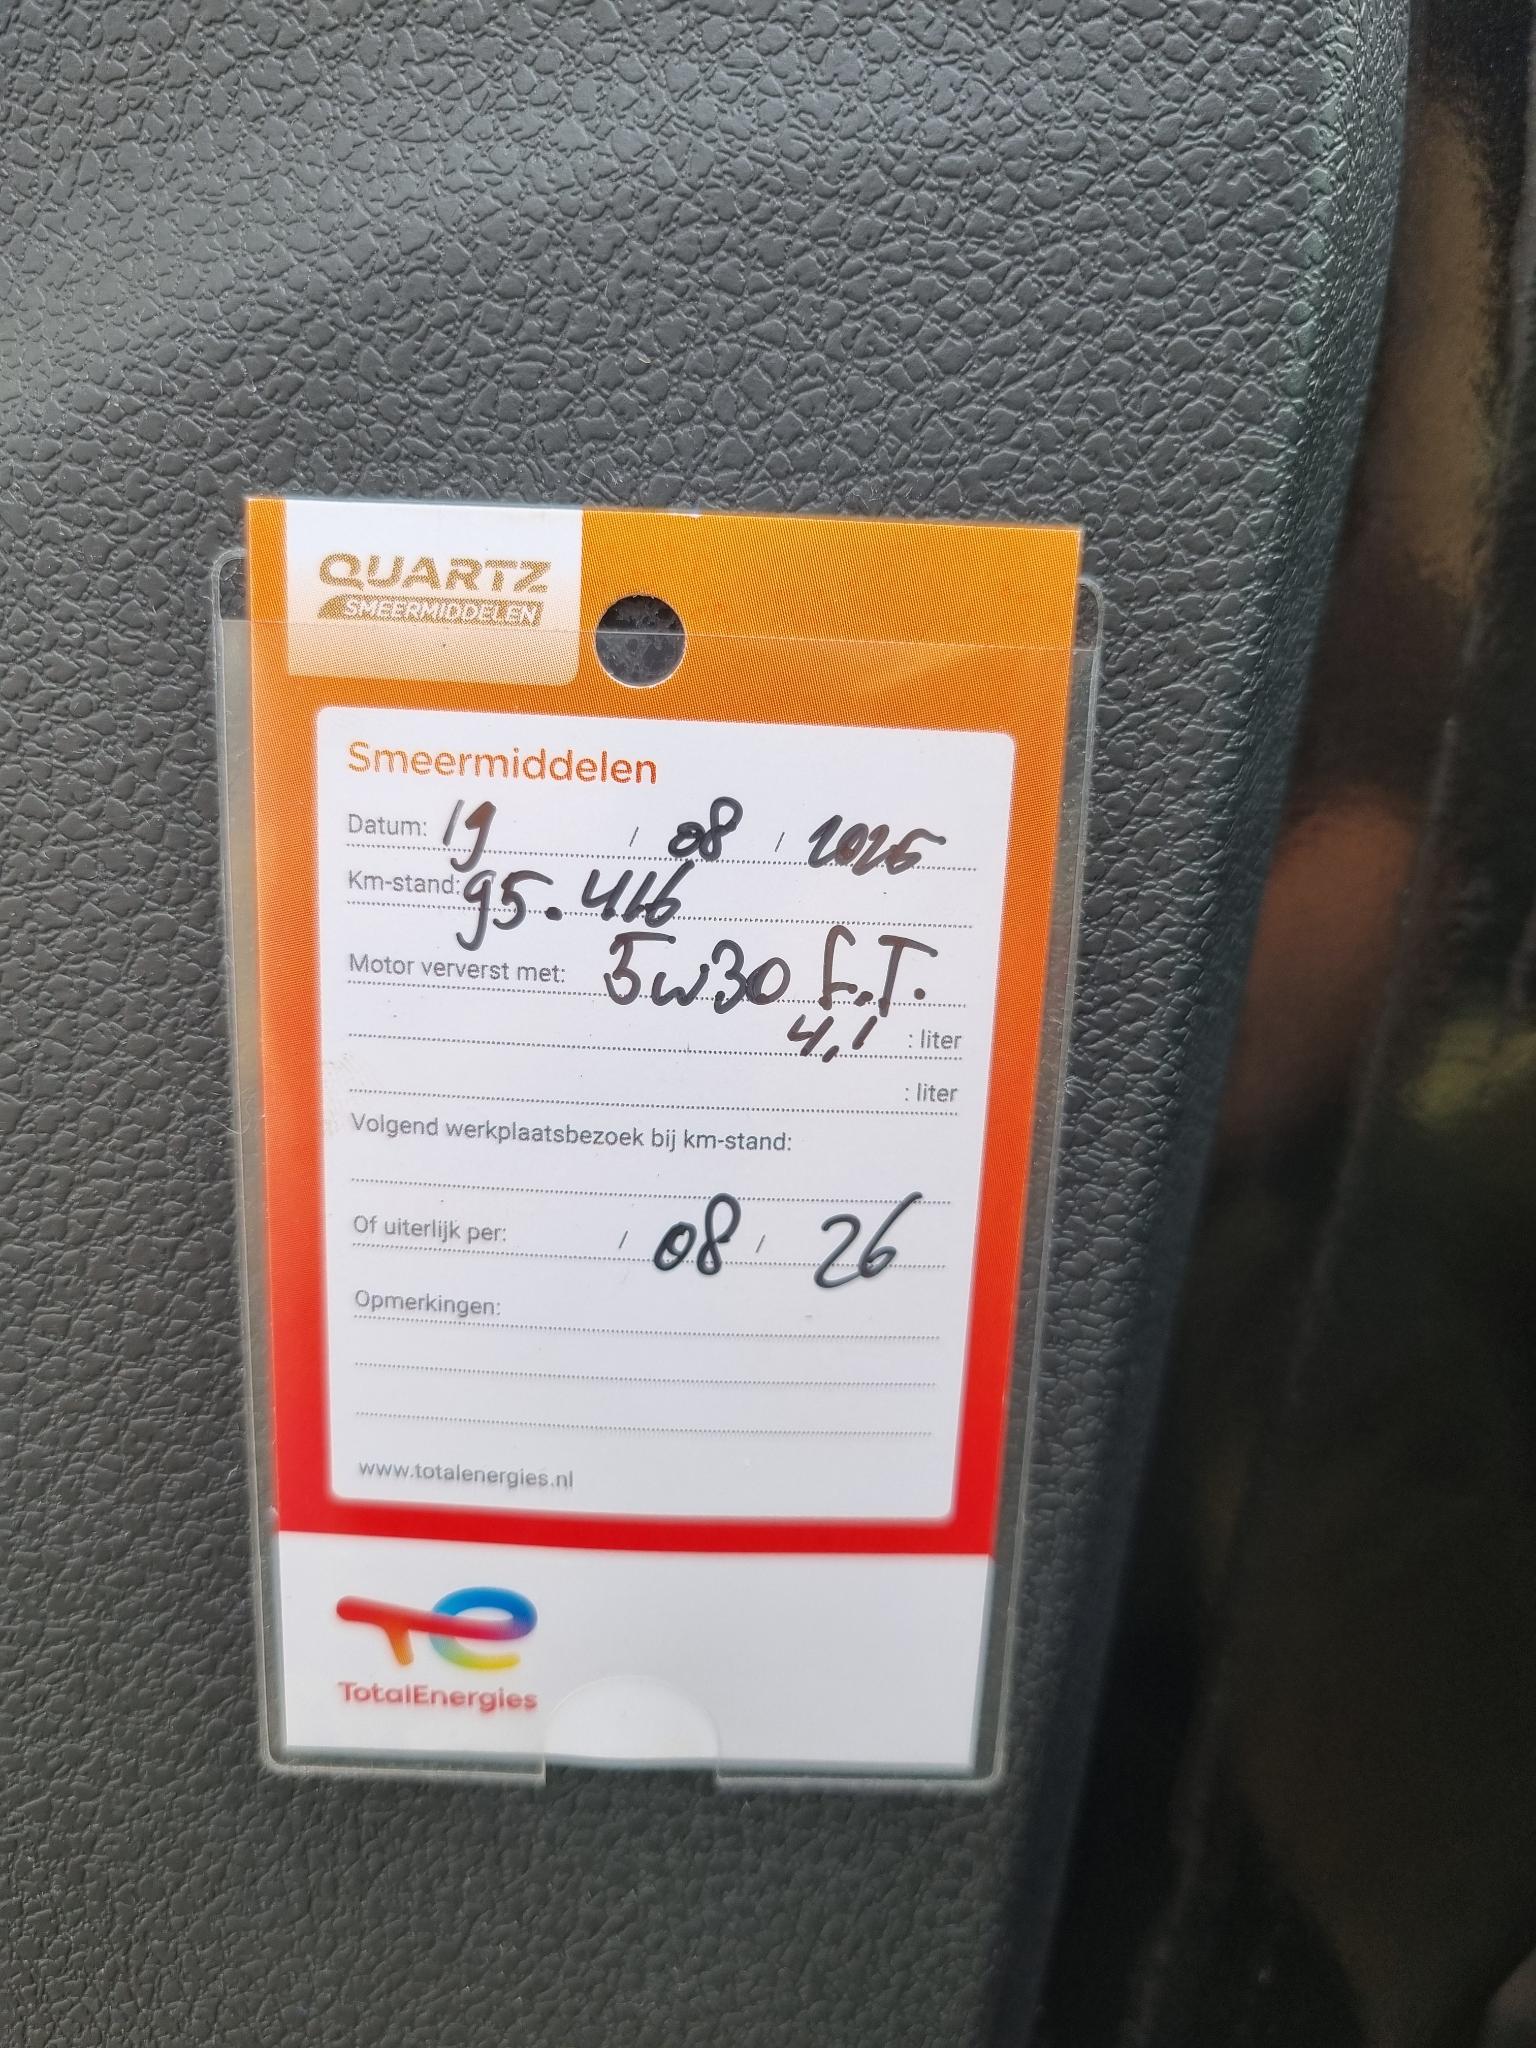 QUARTZ
SMEERMIDDELEN
Smeermiddelen
Datum: 19 / 08 / 2025
Km-stand: 95.416
Motor ververst met: 5w30 F.T.
4,1 : liter
: liter
Volgend werkplaatsbezoek bij km-stand:
Of uiterlijk per: / 08 / 26
Opmerkingen:
www.totalenergies.nl
TotalEnergies